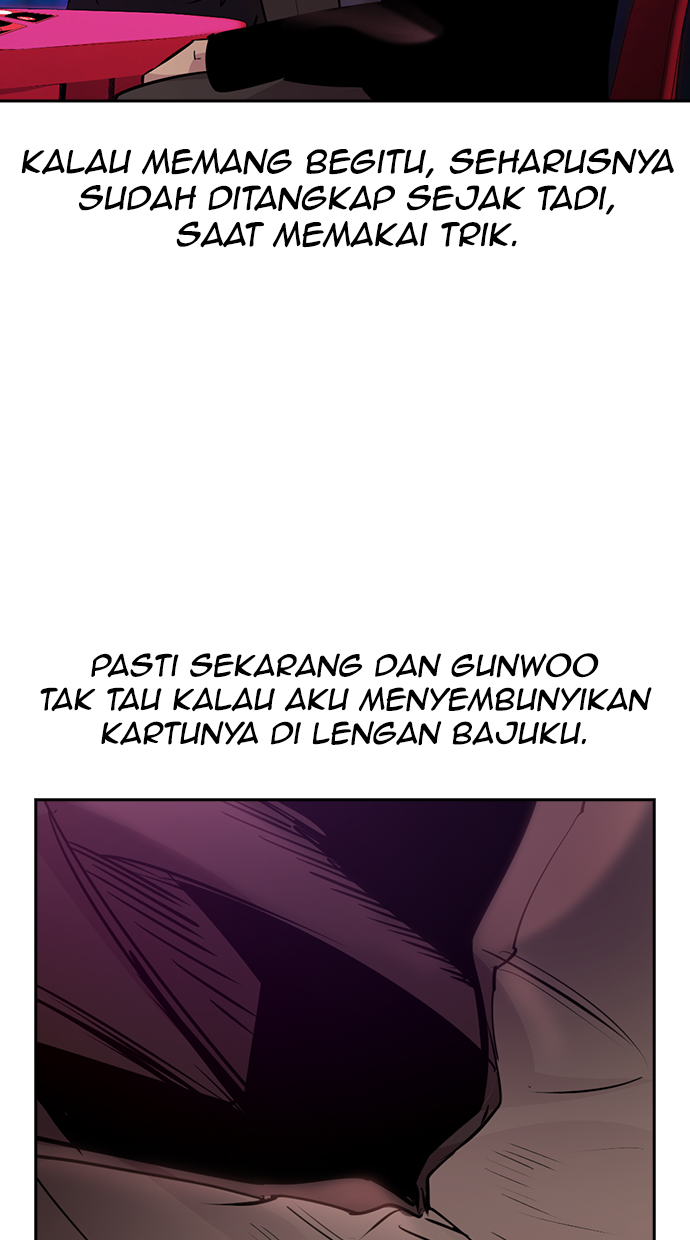 KALAU MEMANG BEGITU, SEHARUSNYA
SUDAH DITANGKAP SEJAK TADI,
SAAT MEMAKAI TRIK.
PASTI SEKARANG DAN GUNWOO
TAK TAU KALAU AKU MENYEMBUNYIKAN
KARTUNYA DI LENGAN BAJUKU.